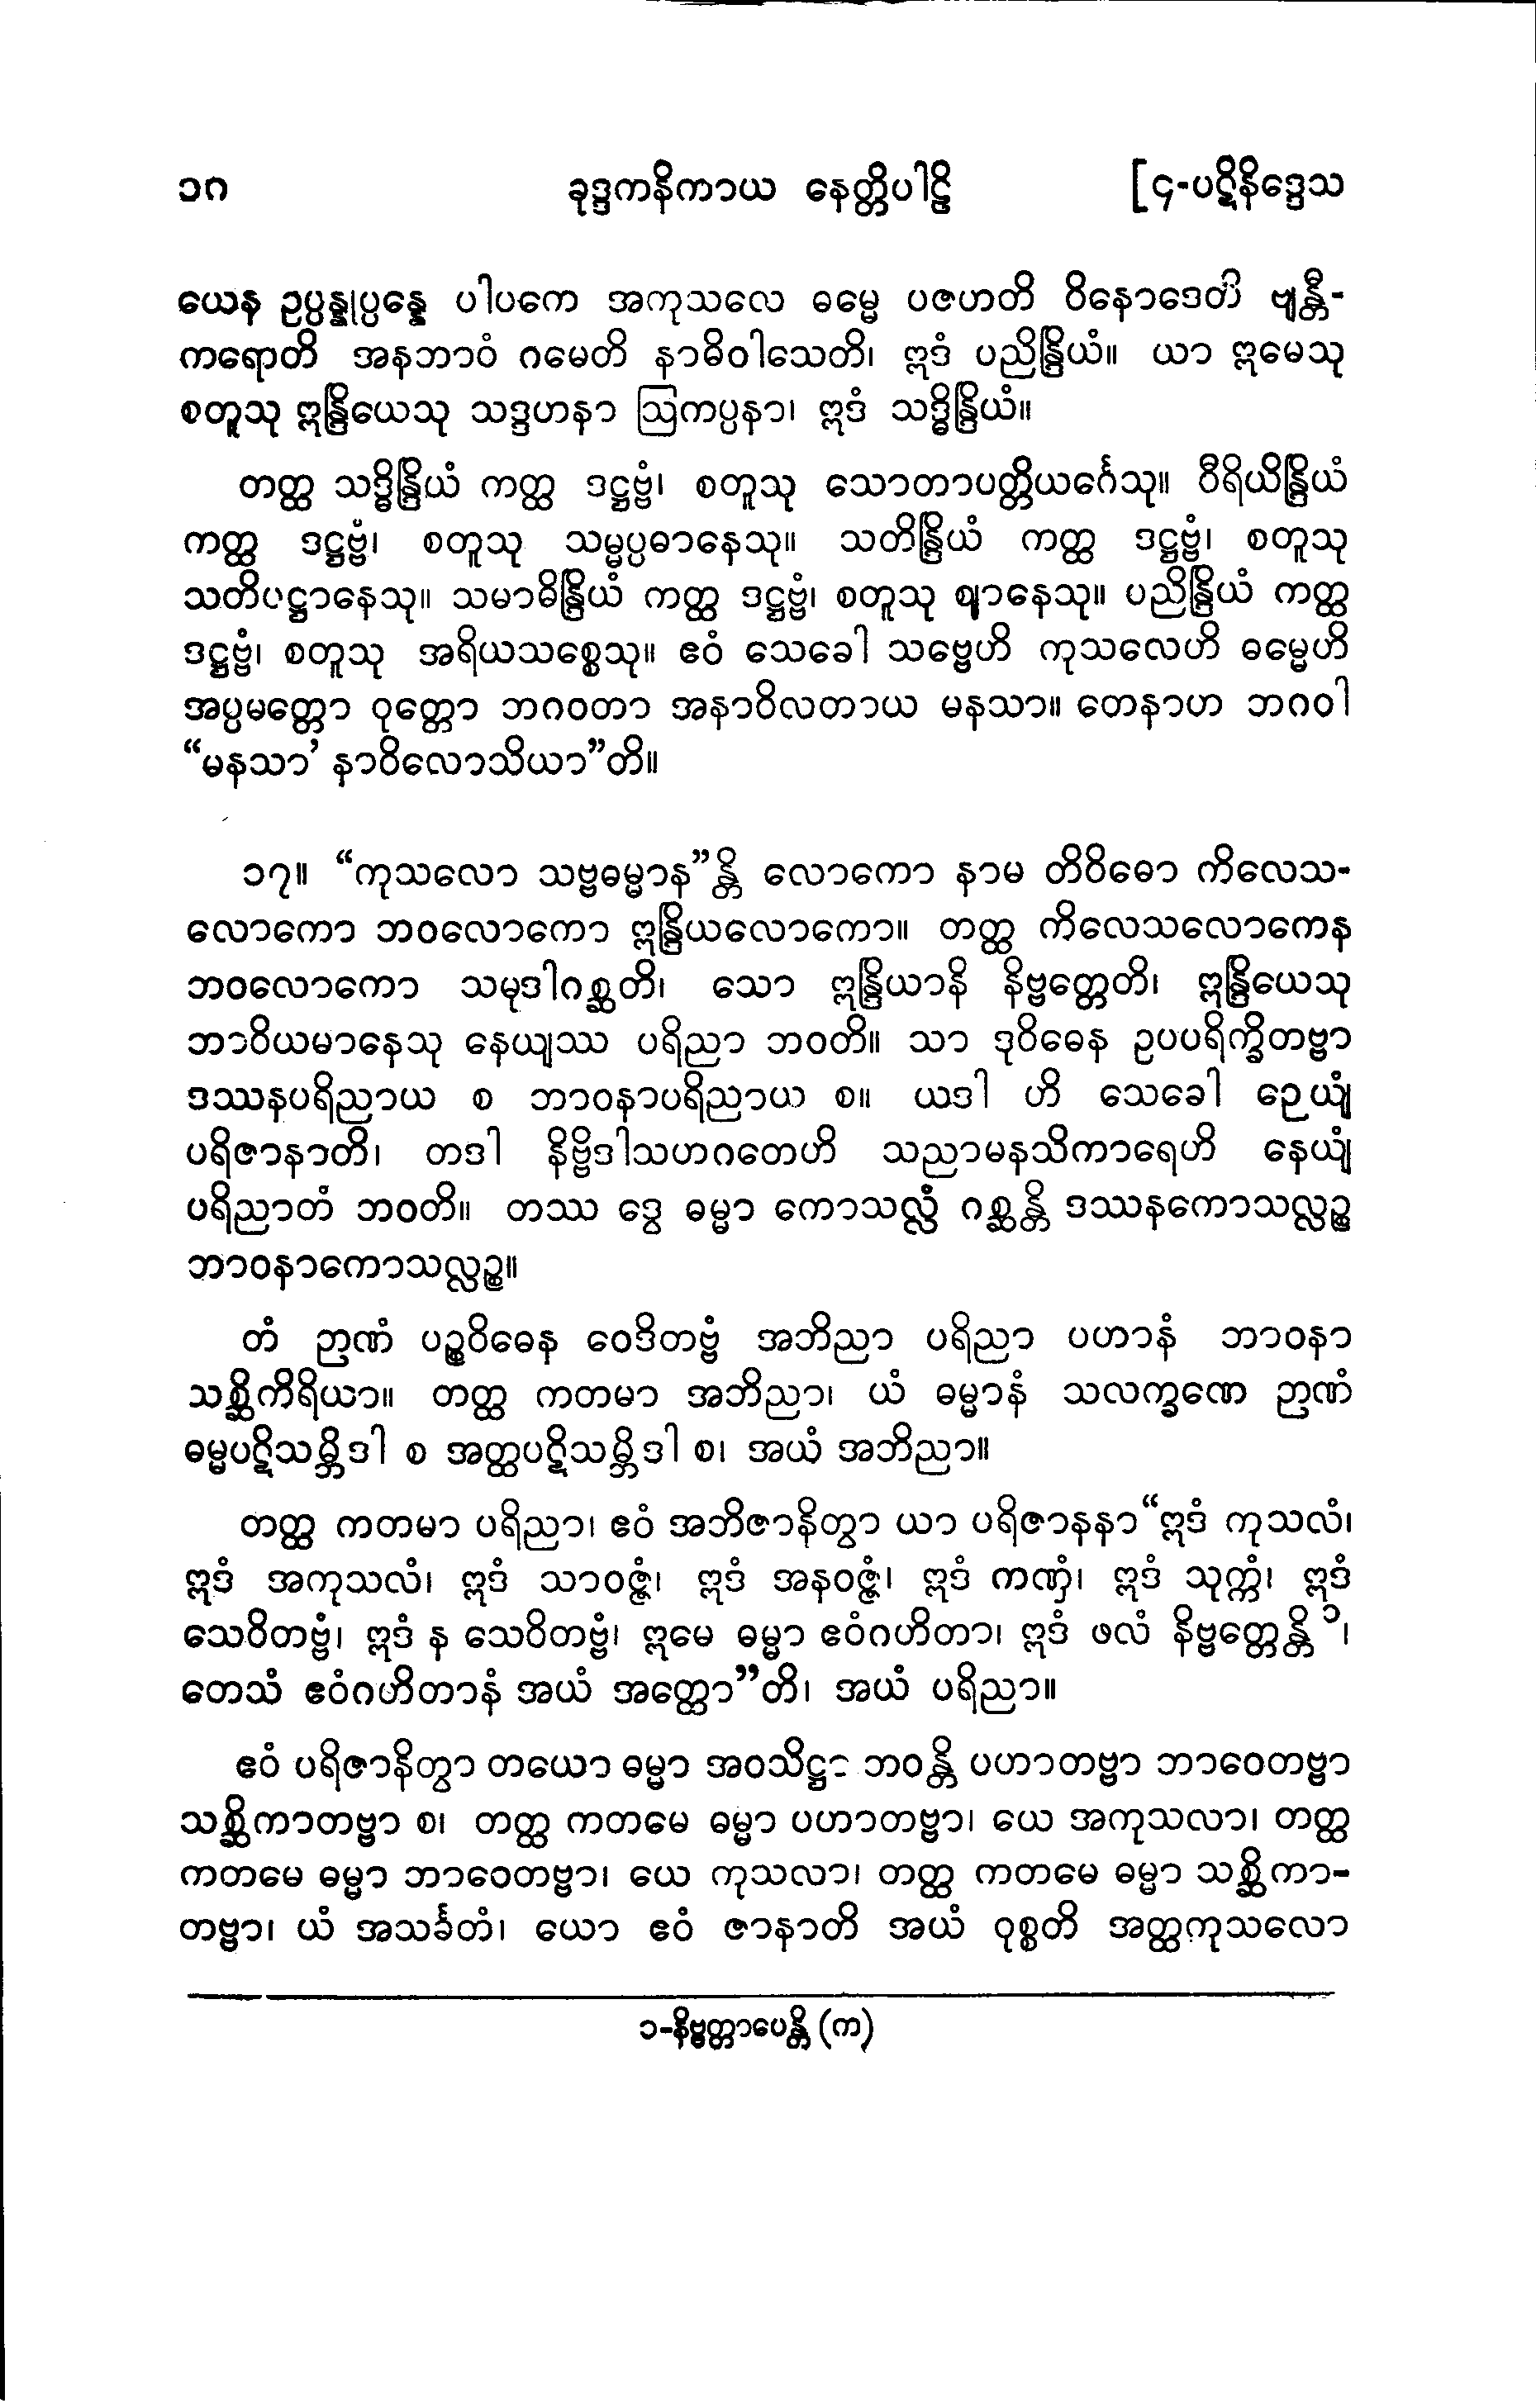 ၁၈ ခုဒ္ဒကနိကာယ နေတ္တိပါဠိ [၄-ပဋိနိဒ္ဒေသ
ယေန ဥပ္ပန္နုပ္ပန္နေ ပါပကေ အကုသလေ ဓမ္မေ ပဇဟတိ ဝိနောဒေတိ ဗျန္တီ-
ကရောတိ အနဘာဝံ ဂမေတိ နာဓိဝါသေတိ၊ ဣဒံ ပညိန္ဒြိယံ။ ယာ ဣမေသု
စတူသု ဣန္ဒြိယေသု သဒ္ဒဟနာ ဩကပ္ပနာ၊ ဣဒံ သဒ္ဓိန္ဒြိယံ။
တတ္ထ သဒ္ဓိန္ဒြိယံ ကတ္ထ ဒဋ္ဌဗ္ဗံ၊ စတူသု သောတာပတ္တိယင်္ဂေသု။ ဝီရိယိန္ဒြိယံ
ကတ္ထ ဒဋ္ဌဗ္ဗံ၊ စတူသု သမ္မပ္ပဓာနေသု။ သတိန္ဒြိယံ ကတ္ထ ဒဋ္ဌဗ္ဗံ၊ စတူသု
သတိပဋ္ဌာနေသု။ သမာဓိန္ဒြိယံ ကတ္ထ ဒဋ္ဌဗ္ဗံ၊ စတူသု ဈာနေသု။ ပညိန္ဒြိယံ ကတ္ထ
ဒဋ္ဌဗ္ဗံ၊ စတူသု အရိယသစ္စေသု။ ဧဝံ သေခေါ သဗ္ဗေဟိ ကုသလေဟိ ဓမ္မေဟိ
အပ္ပမတ္တော ဝုတ္တော ဘဂဝတာ အနာဝိလတာယ မနသာ။ တေနာဟ ဘဂဝါ
“မနသာ’ နာဝိလောသိယာ”တိ။
၁၇။ “ကုသလော သဗ္ဗဓမ္မာန”န္တိ လောကော နာမ တိဝိဓော ကိလေသ-
လောကော ဘဝလောကော ဣန္ဒြိယလောကော။ တတ္ထ ကိလေသလောကေန
ဘဝလောကော သမုဒါဂစ္ဆတိ၊ သော ဣန္ဒြိယာနိ နိဗ္ဗတ္တေတိ၊ ဣန္ဒြိယေသု
ဘာဝိယမာနေသု နေယျဿ ပရိညာ ဘဝတိ။ သာ ဒုဝိဓေန ဥပပရိက္ခိတဗ္ဗာ
ဒဿနပရိညာယ စ ဘာဝနာပရိညာယ စ။ ယဒါ ဟိ သေခေါ ဉေယျံ
ပရိဇာနာတိ၊ တဒါ နိဗ္ဗိဒါသဟဂတေဟိ သညာမနသိကာရေဟိ နေယျံ
ပရိညာတံ ဘဝတိ။ တဿ ဒွေ ဓမ္မာ ကောသလ္လံ ဂစ္ဆန္တိ ဒဿနကောသလ္လဉ္စ
ဘာဝနာကောသလ္လဉ္စ။
တံ ဉာဏံ ပဉ္စဝိဓေန ဝေဒိတဗ္ဗံ အဘိညာ ပရိညာ ပဟာနံ ဘာဝနာ
သစ္ဆိကိရိယာ။ တတ္ထ ကတမာ အဘိညာ၊ ယံ ဓမ္မာနံ သလက္ခဏေ ဉာဏံ
ဓမ္မပဋိသမ္ဘိဒါ စ အတ္ထပဋိသမ္ဘိဒါ စ၊ အယံ အဘိညာ။
တတ္ထ ကတမာ ပရိညာ၊ ဧဝံ အဘိဇာနိတွာ ယာ ပရိဇာနနာ“ဣဒံ ကုသလံ၊
ဣဒံ အကုသလံ၊ ဣဒံ သာဝဇ္ဇံ၊ ဣဒံ အနဝဇ္ဇံ၊ ဣဒံ ကဏှံ၊ ဣဒံ သုက္ကံ၊ ဣဒံ
သေဝိတဗ္ဗံ၊ ဣဒံ န သေဝိတဗ္ဗံ၊ ဣမေ ဓမ္မာ ဧဝံဂဟိတာ၊ ဣဒံ ဖလံ နိဗ္ဗတ္တေန္တိ ၁၊
တေသံ ဧဝံဂဟိတာနံ အယံ အတ္ထော”တိ၊ အယံ ပရိညာ။
ဧဝံ ပရိဇာနိတွာ တယော ဓမ္မာ အဝသိဋ္ဌာ ဘဝန္တိ ပဟာတဗ္ဗာ ဘာဝေတဗ္ဗာ
သစ္ဆိကာတဗ္ဗာ စ၊ တတ္ထ ကတမေ ဓမ္မာ ပဟာတဗ္ဗာ၊ ယေ အကုသလာ၊ တတ္ထ
ကတမေ ဓမ္မာ ဘာဝေတဗ္ဗာ၊ ယေ ကုသလာ၊ တတ္ထ ကတမေ ဓမ္မာ သစ္ဆိကာ-
တဗ္ဗာ၊ ယံ အသင်္ခတံ၊ ယော ဧဝံ ဇာနာတိ အယံ ဝုစ္စတိ အတ္ထကုသလော
၁-နိဗ္ဗတ္တာပေန္တိ (က)